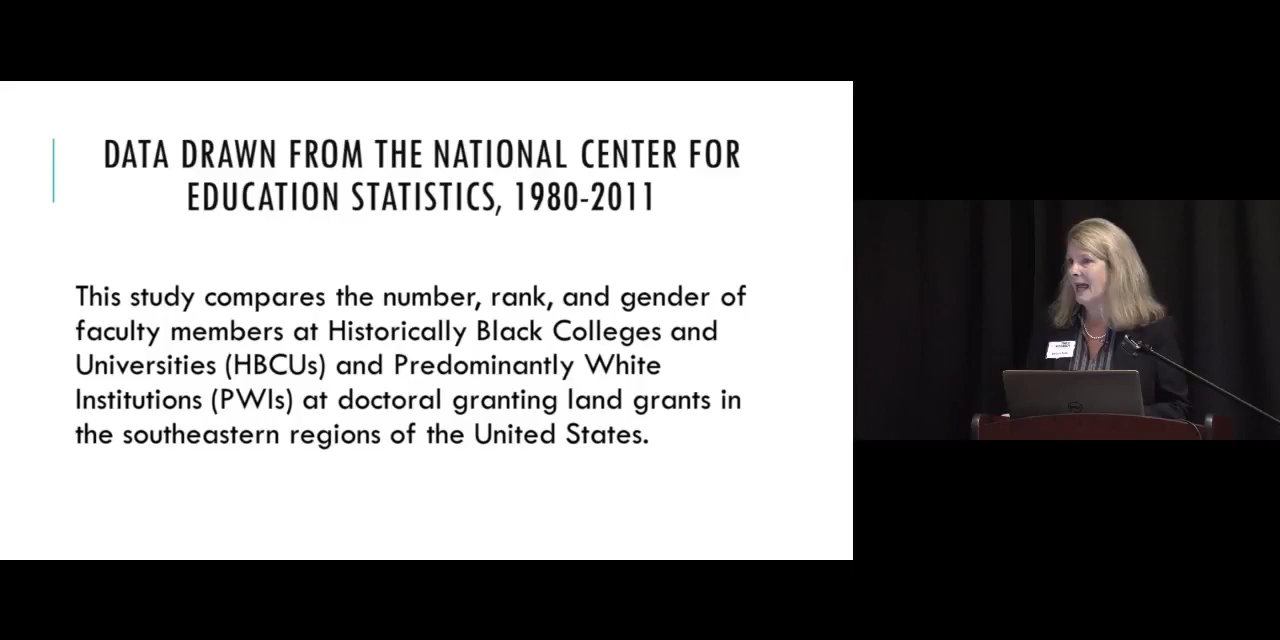 DATA DRAWN FROM THE NATIONAL CENTER FOR
EDUCATION STATISTICS, 1980-2011
This study compares the number, rank, and gender of
faculty members at Historically Black Colleges and
Universities (HBCUs) and Predominantly White
Institutions (PWIs) at doctoral granting land grants in
the southeastern regions of the United States.